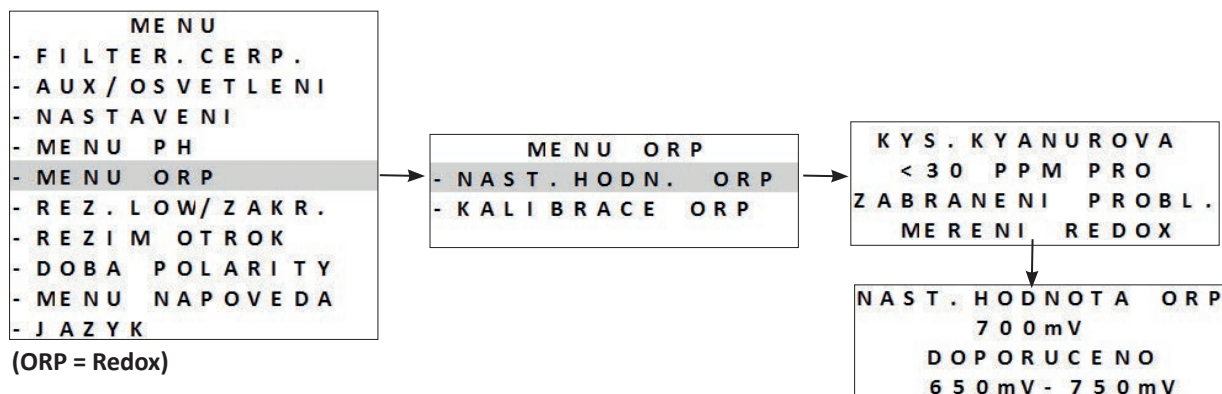 MENU
- FILTER. CERP.
- AUX/OSVETLENI
- NASTAVENI
- MENU PH
- MENU ORP
- REZ. LOW/ZAKR.
- REZIM OTROK
- DOBA POLARITY
- MENU NAPOVEDA
- JAZYK
(ORP = Redox)
MENU ORP
- NAST. HODN. ORP
- KALIBRACE ORP
KYS. KYANUROVA
<30 PPM PRO
ZABRANENI PROBL.
MERENI REDOX
NAST. HODNOTA ORP
700mV
DOPORUCENO
650mV- 750mV